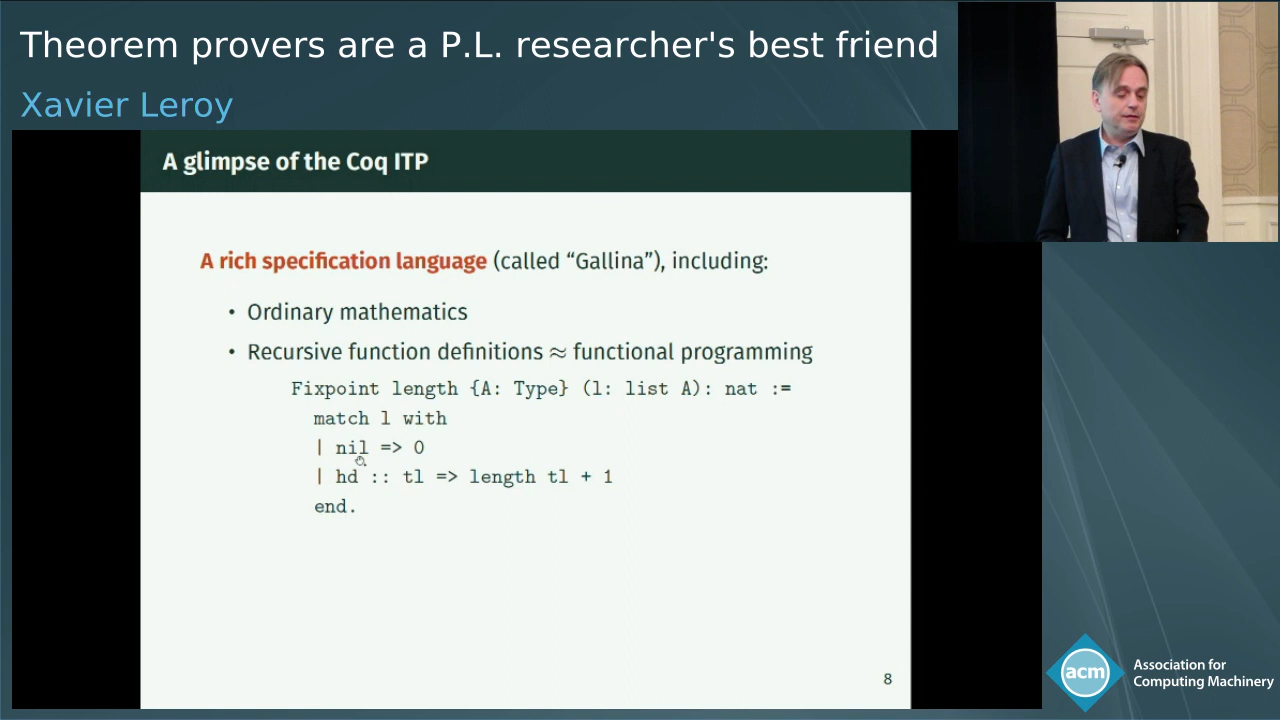 Theorem provers are a P.L. researcher's best friend
Xavier Leroy
A glimpse of the Coq ITP
A rich specification language (called “Gallina”), including:
• Ordinary mathematics
• Recursive function definitions ≈ functional programming
Fixpoint length {A: Type} (l: list A): nat :=
match l with
| nil => 0
| hd :: tl => length tl + 1
end.
8
acm
Association for
Computing Machinery